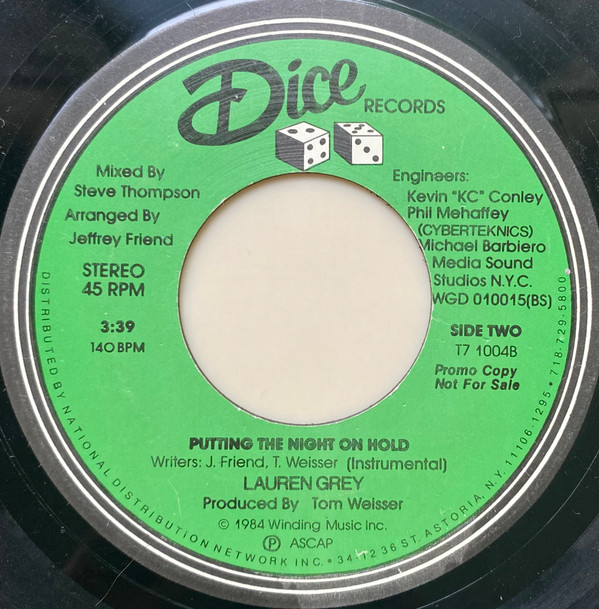 Dice RECORDS
Mixed By
Steve Thompson
Arranged By
Jeffrey Friend
STEREO
45 RPM
3:39
140 BPM
Engineers:
Kevin "KC" Conley
Phil Mehaffey
(CYBERTEKNICS)
Michael Barbiero
Media Sound
Studios N.Y.C.
WGD 010015(BS)
SIDE TWO
T7 1004B
Promo Copy
Not For Sale
PUTTING THE NIGHT ON HOLD
Writers: J. Friend, T. Weisser (Instrumental)
LAUREN GREY
Produced By Tom Weisser
© 1984 Winding Music Inc.
Ⓟ ASCAP
DISTRIBUTED BY NATIONAL DISTRIBUTION NETWORK INC. • 34-12 36 ST. ASTORIA, N.Y. 11106-1295 • 718-729-5800